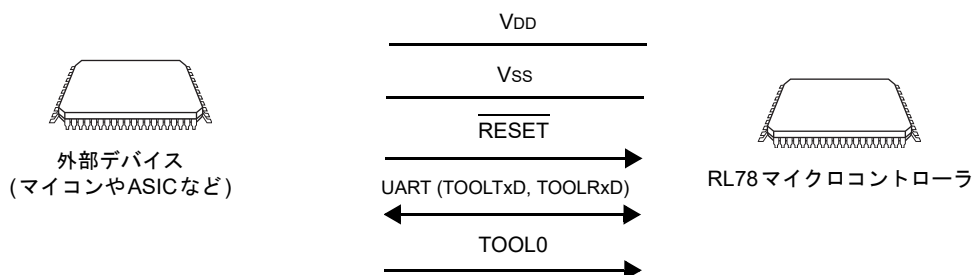 VDD
VSS
RESET
外部デバイス
(マイコンやASICなど)
UART (TOOLTxD, TOOLRxD)
RL78マイクロコントローラ
TOOL0